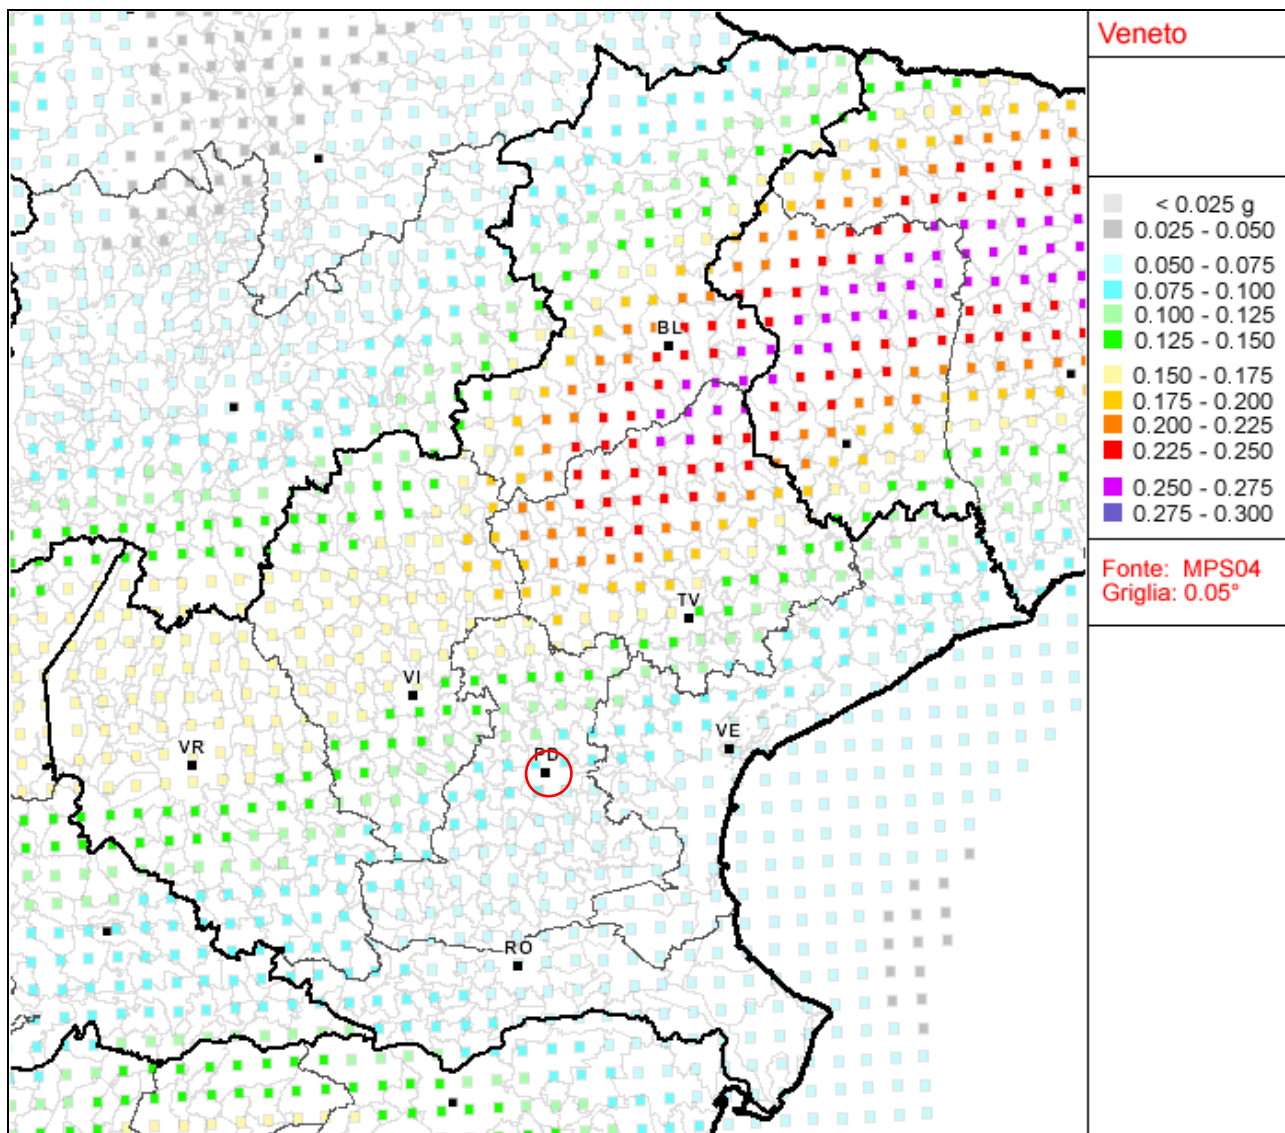 Veneto
< 0.025 g
0.025 - 0.050
0.050 - 0.075
0.075 - 0.100
0.100 - 0.125
0.125 - 0.150
0.150 - 0.175
0.175 - 0.200
0.200 - 0.225
0.225 - 0.250
0.250 - 0.275
0.275 - 0.300
Fonte: MPS04
Griglia: 0.05°
BL
TV
VI
VR
PD
VE
RO